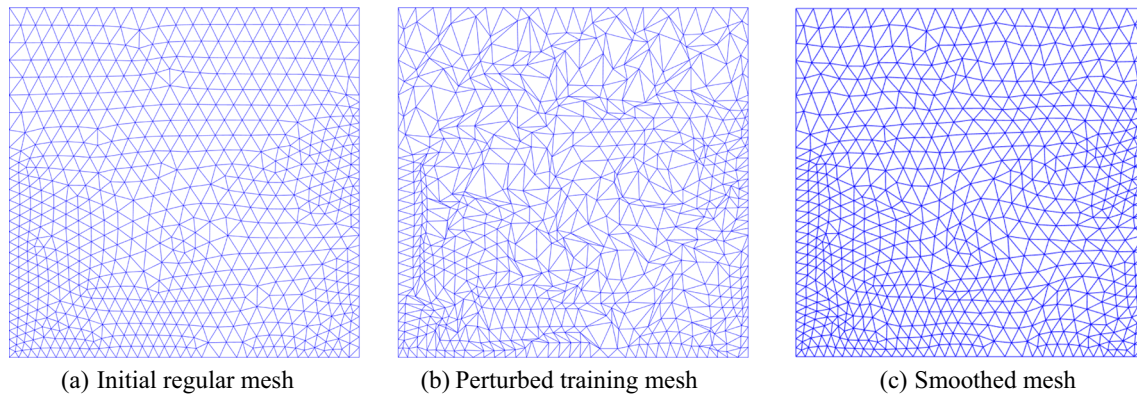 (a) Initial regular mesh
(b) Perturbed training mesh
(c) Smoothed mesh